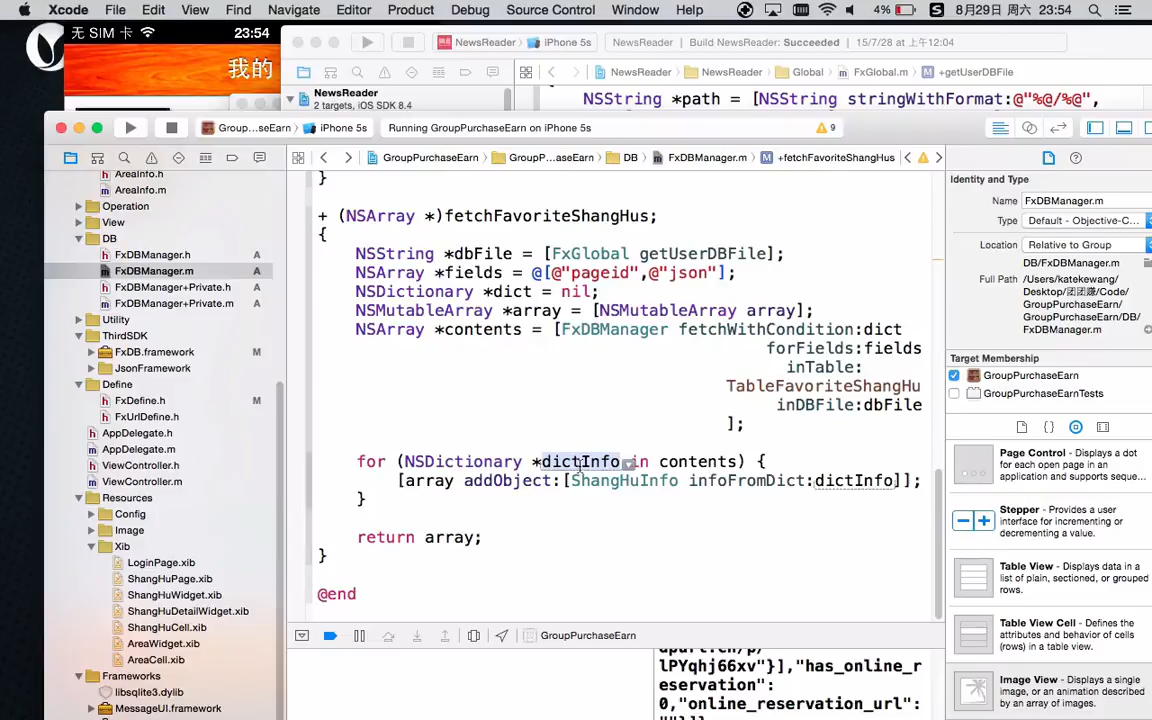 Xcode File Edit View Find Navigate Editor Product Debug Source Control Window Help 4% S 8月29日 周六 23:54
无 SIM 卡 23:54
我的
NewsReader iPhone 5s NewsReader | Build NewsReader: Succeeded | 15/7/28 at 上午12:04
NewsReader
2 targets, iOS SDK 8.4
NewsReader NewsReader Global FxGlobal.m +getUserDBFile
NSString *path = [NSString stringWithFormat:@"%@/%@",
Group...seEarn iPhone 5s Running GroupPurchaseEarn on iPhone 5s 9
GroupPurchaseEarn GroupP...aseEarn DB FxDBManager.m +fetchFavoriteShangHus
AreaInfo.h
AreaInfo.m
Operation
View
DB
FxDBManager.h A
FxDBManager.m A
FxDBManager+Private.h A
FxDBManager+Private.m A
Utility
ThirdSDK
FxDB.framework M
JsonFramework
Define
FxDefine.h M
FxUrlDefine.h
AppDelegate.h
AppDelegate.m
ViewController.h
ViewController.m
Resources
Config
Image
Xib
LoginPage.xib
ShangHuPage.xib
ShangHuWidget.xib
ShangHuDetailWidget.xib
ShangHuCell.xib
AreaWidget.xib
AreaCell.xib
Frameworks
libsqlite3.dylib
MessageUI.framework
}
+ (NSArray *)fetchFavoriteShangHus;
{
NSString *dbFile = [FxGlobal getUserDBFile];
NSArray *fields = @[@"pageid",@"json"];
NSDictionary *dict = nil;
NSMutableArray *array = [NSMutableArray array];
NSArray *contents = [FxDBManager fetchWithCondition:dict
forFields:fields
inTable:
TableFavoriteShangHu
inDBFile:dbFile
];
for (NSDictionary *dictInfo in contents) {
[array addObject:[ShangHuInfo infoFromDict:dictInfo]];
}
return array;
}
@end
GroupPurchaseEarn
lPYqhj66xv"}],"has_online_r
eservation":
0,"online_reservation_url":
Identity and Type
Name FxDBManager.m
Type Default - Objective-C...
Location Relative to Group
DB/FxDBManager.m
Full Path /Users/katekewang/
Desktop/团团赚/Code/
GroupPurchaseEarn/
GroupPurchaseEarn/DB/
FxDBManager.m
Target Membership
GroupPurchaseEarn
GroupPurchaseEarnTests
Page Control - Displays a dot
for each open page in an
application and supports seque...
Stepper - Provides a user
interface for incrementing or
decrementing a value.
Table View - Displays data in a
list of plain, sectioned, or grouped
rows.
Table View Cell - Defines the
attributes and behavior of cells
(rows) in a table view.
Image View - Displays a single
image, or an animation described
by an array of images.